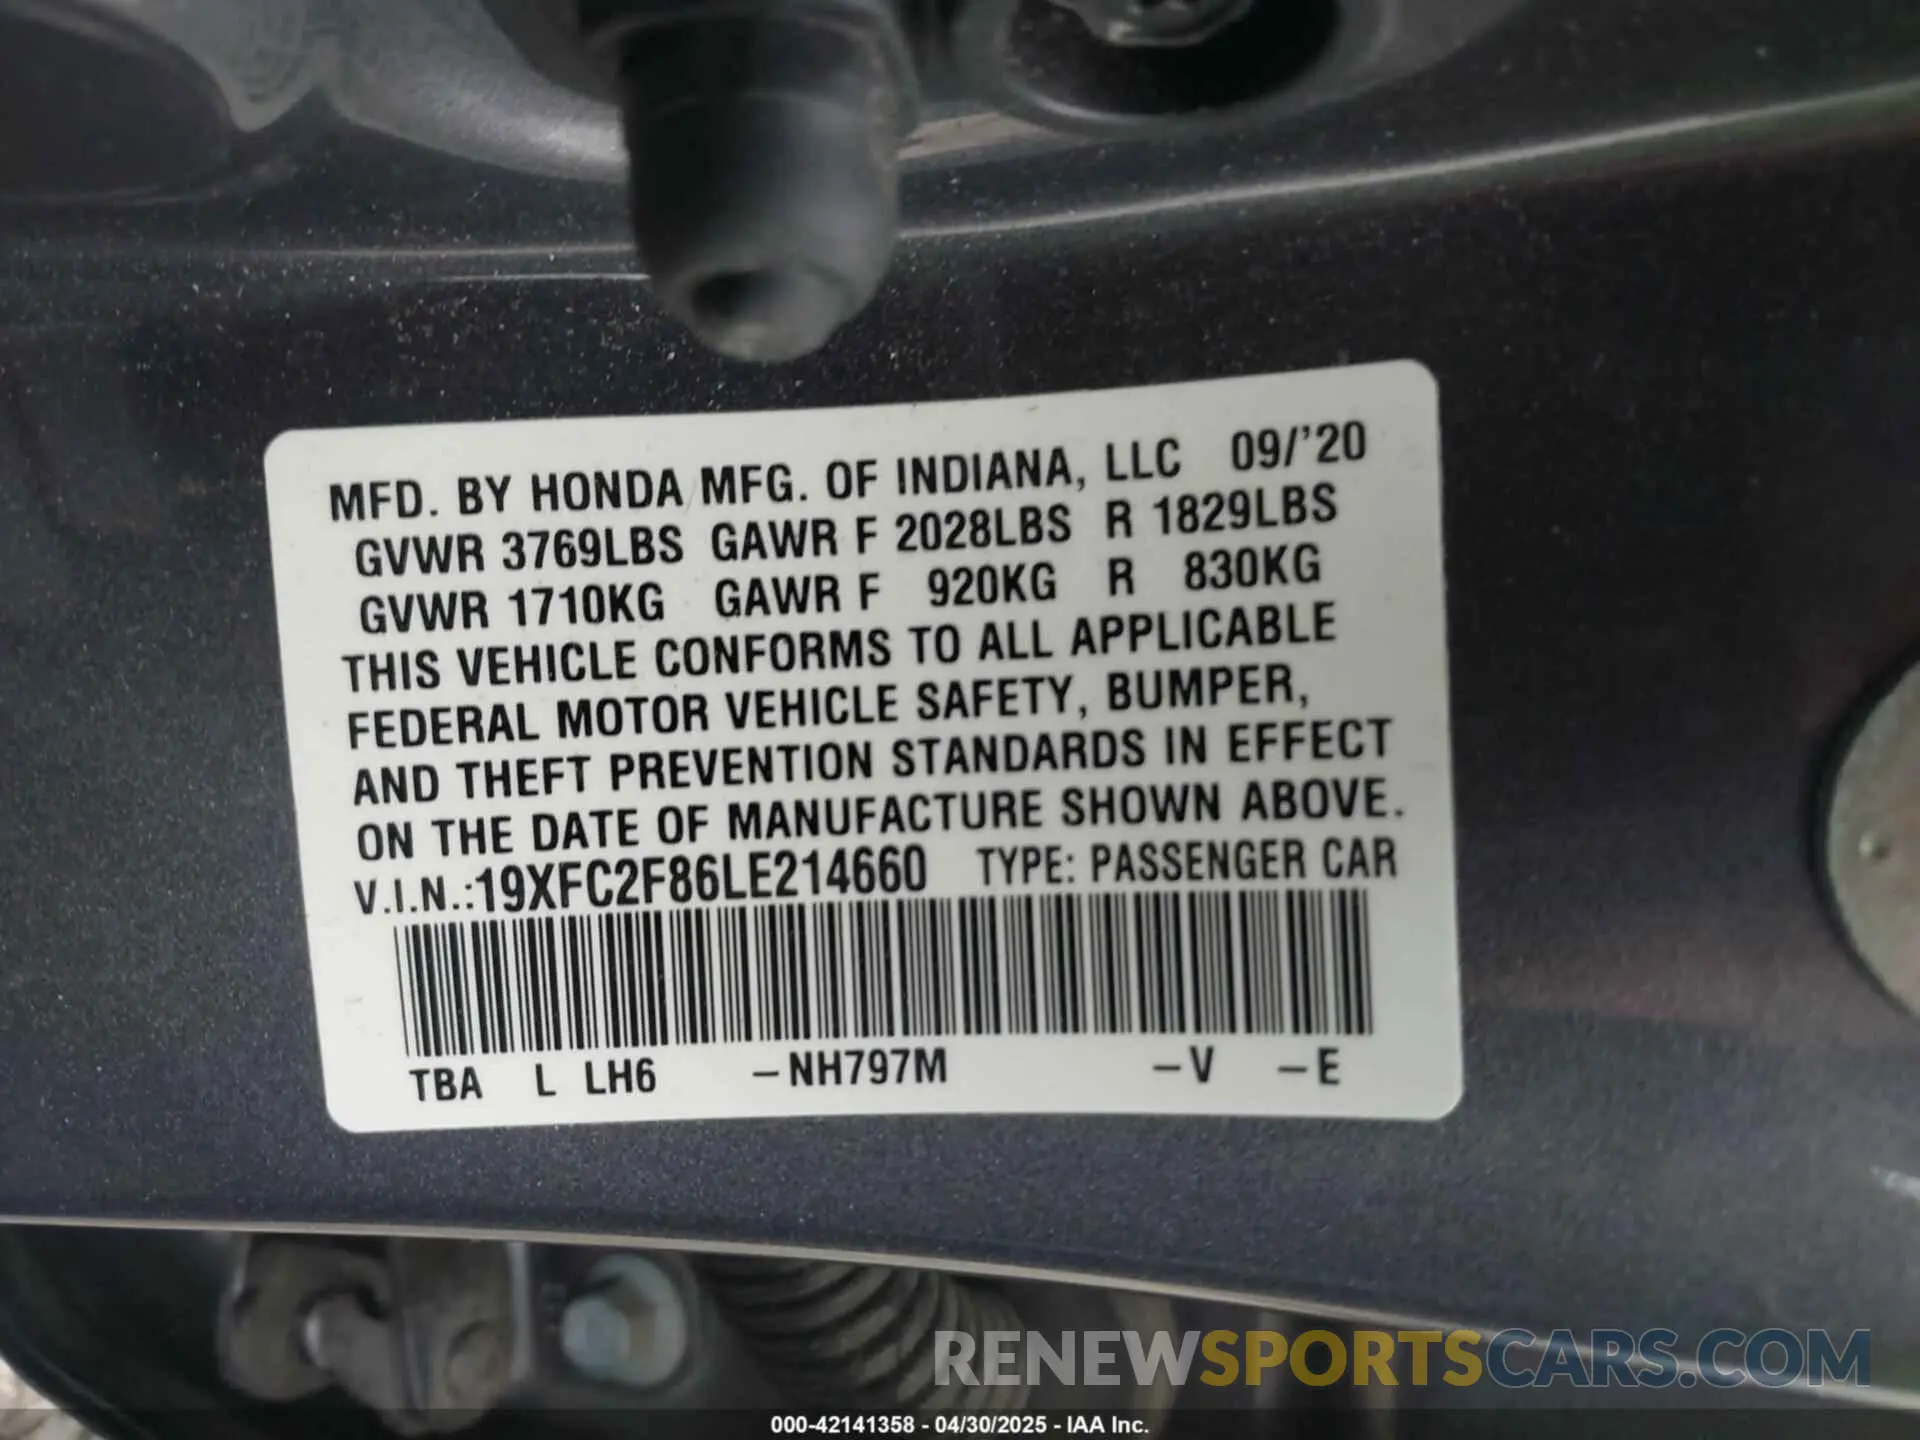 MFD. BY HONDA MFG. OF INDIANA, LLC 09/'20
GVWR 3769LBS GAWR F 2028LBS R 1829LBS
GVWR 1710KG GAWR F 920KG R 830KG
THIS VEHICLE CONFORMS TO ALL APPLICABLE
FEDERAL MOTOR VEHICLE SAFETY, BUMPER,
AND THEFT PREVENTION STANDARDS IN EFFECT
ON THE DATE OF MANUFACTURE SHOWN ABOVE.
V.I.N.:19XFC2F86LE214660 TYPE: PASSENGER CAR
TBA L LH6 –NH797M –V –E
RENEWSPORTSCARS.COM
000-42141358 - 04/30/2025 - IAA Inc.